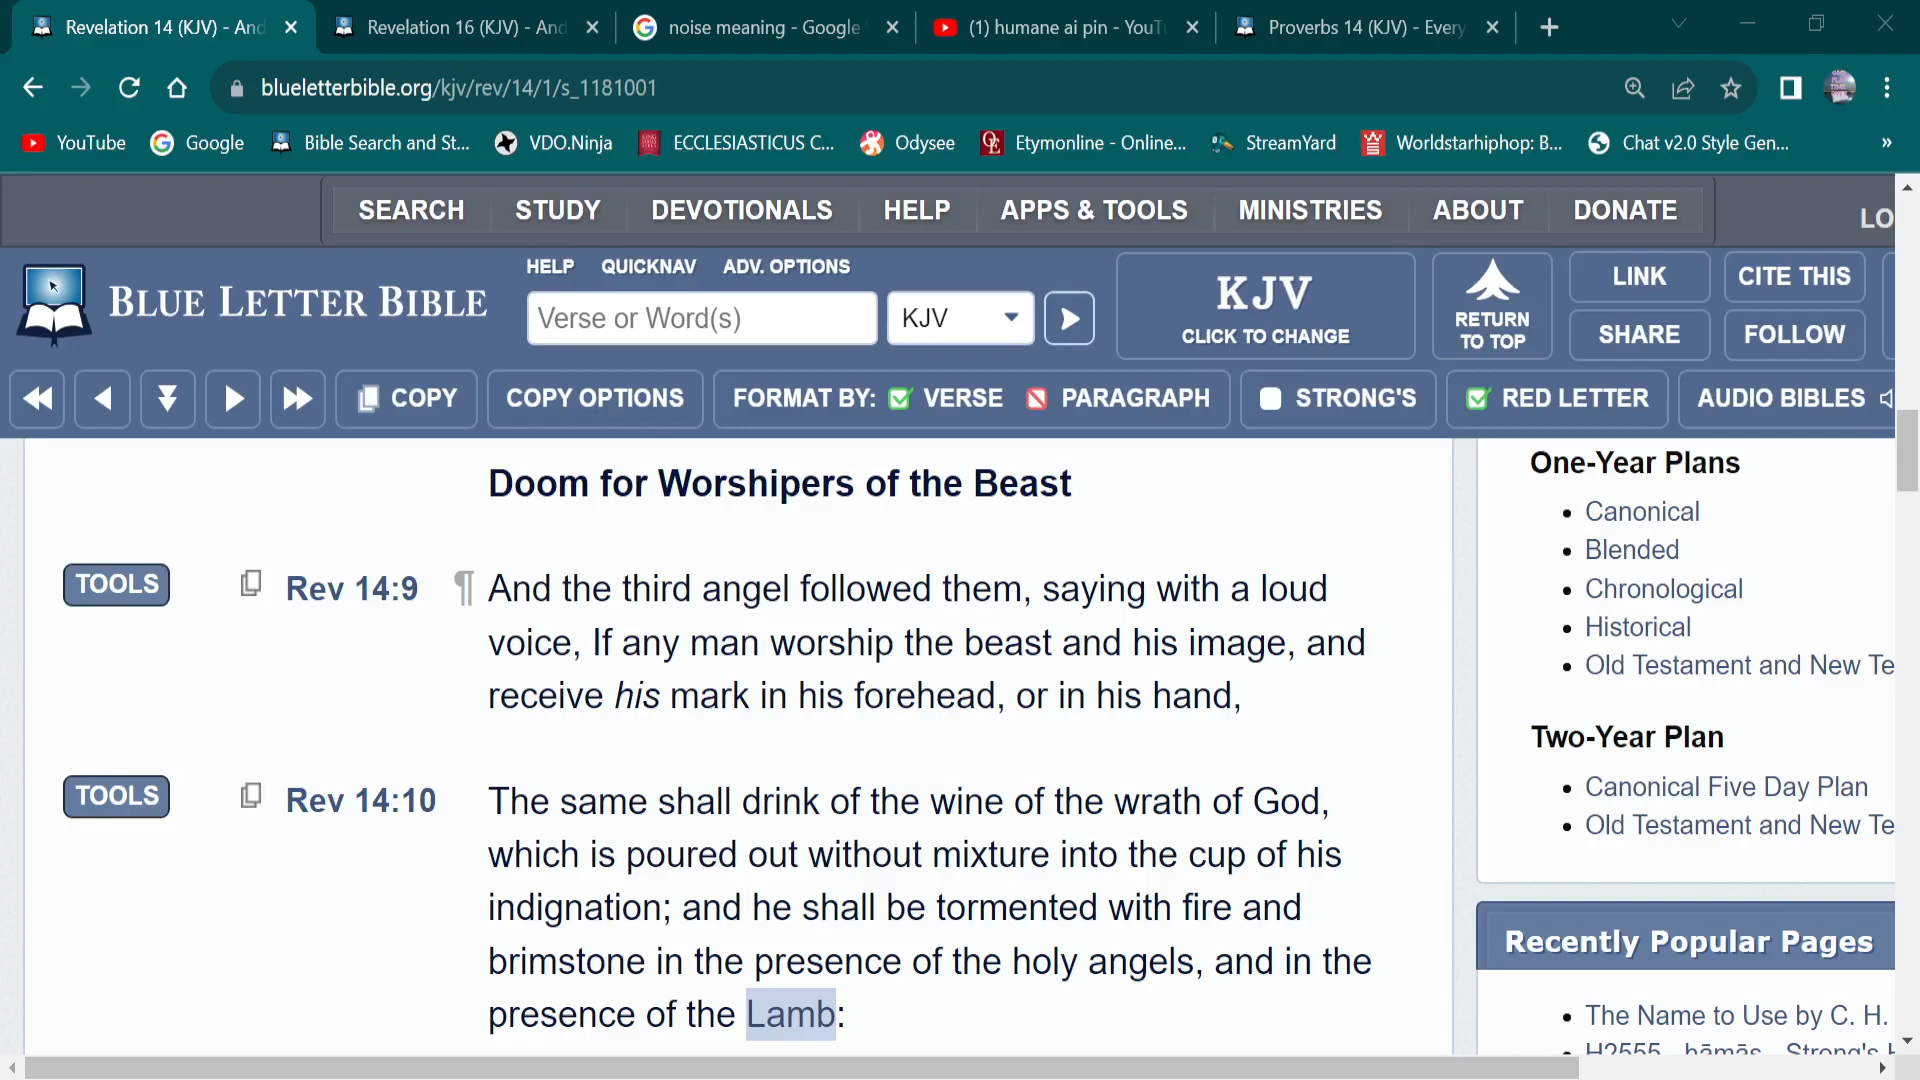 Revelation 14 (KJV) - And
Revelation 16 (KJV) - And
noise meaning - Google
(1) humane ai pin - YouTu
Proverbs 14 (KJV) - Every
blueletterbible.org/kjv/rev/14/1/s_1181001
YouTube
Google
Bible Search and St...
VDO.Ninja
ECCLESIASTICUS C...
Odysee
Etymonline - Online...
StreamYard
Worldstarhiphop: B...
Chat v2.0 Style Gen...
»
SEARCH STUDY DEVOTIONALS HELP APPS & TOOLS MINISTRIES ABOUT DONATE LO
BLUE LETTER BIBLE
HELP QUICKNAV ADV. OPTIONS
Verse or Word(s)
KJV
KJV
CLICK TO CHANGE
RETURN
TO TOP
LINK
CITE THIS
SHARE
FOLLOW
COPY
COPY OPTIONS
FORMAT BY: VERSE PARAGRAPH
STRONG'S
RED LETTER
AUDIO BIBLES
Doom for Worshipers of the Beast
TOOLS
Rev 14:9
¶ And the third angel followed them, saying with a loud
voice, If any man worship the beast and his image, and
receive his mark in his forehead, or in his hand,
TOOLS
Rev 14:10
The same shall drink of the wine of the wrath of God,
which is poured out without mixture into the cup of his
indignation; and he shall be tormented with fire and
brimstone in the presence of the holy angels, and in the
presence of the Lamb:
One-Year Plans
• Canonical
• Blended
• Chronological
• Historical
• Old Testament and New Te
Two-Year Plan
• Canonical Five Day Plan
• Old Testament and New Te
Recently Popular Pages
• The Name to Use by C. H.
• H2555 - ḥāmās - Strong's H